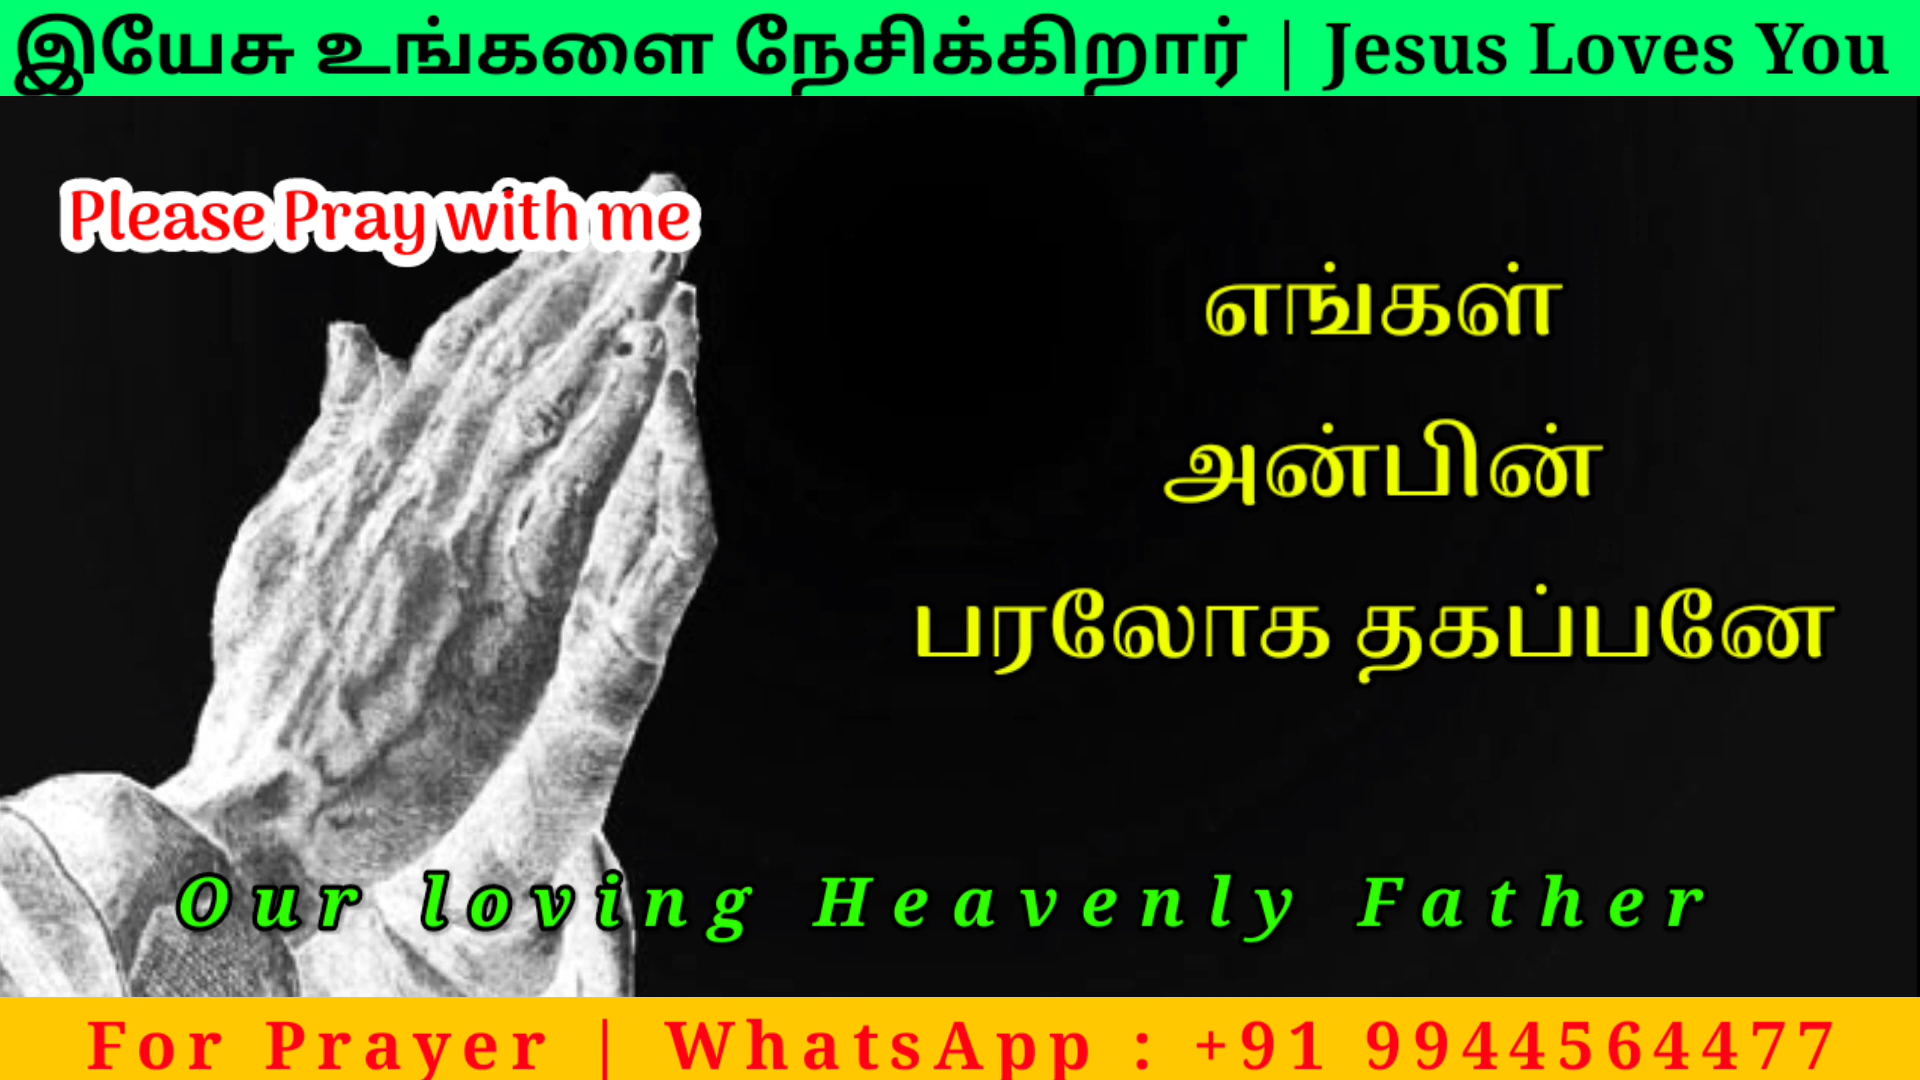 இயேசு உங்களை நேசிக்கிறார் | Jesus Loves You
Please Pray with me
எங்கள்
அன்பின்
பரலோக தகப்பனே
Our loving Heavenly Father
For Prayer | WhatsApp : +91 9944564477